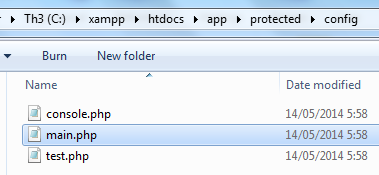 Th3 (C:) xampp htdocs app protected config
Burn New folder
Name Date modified
console.php 14/05/2014 5:58
main.php 14/05/2014 5:58
test.php 14/05/2014 5:58